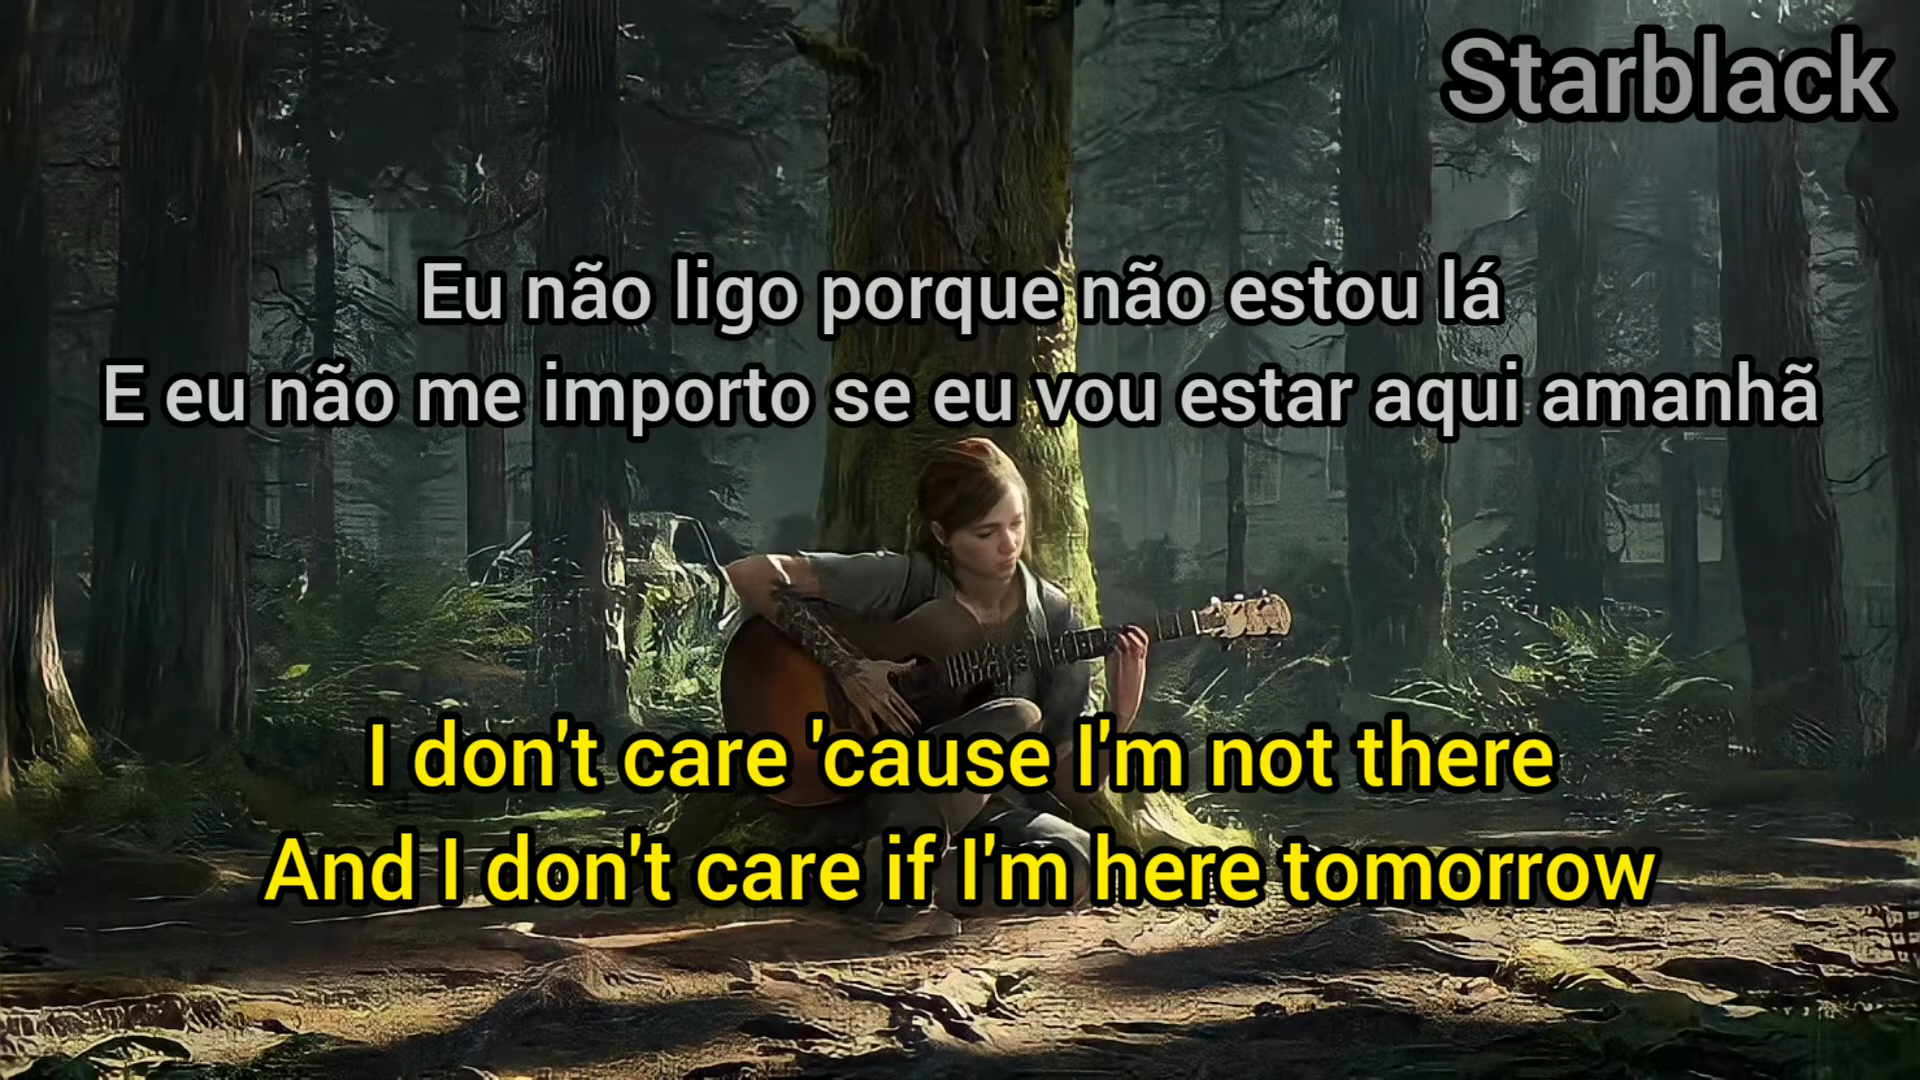 Starblack
Eu não ligo porque não estou lá
E eu não me importo se eu vou estar aqui amanhã
I don't care 'cause I'm not there
And I don't care if I'm here tomorrow